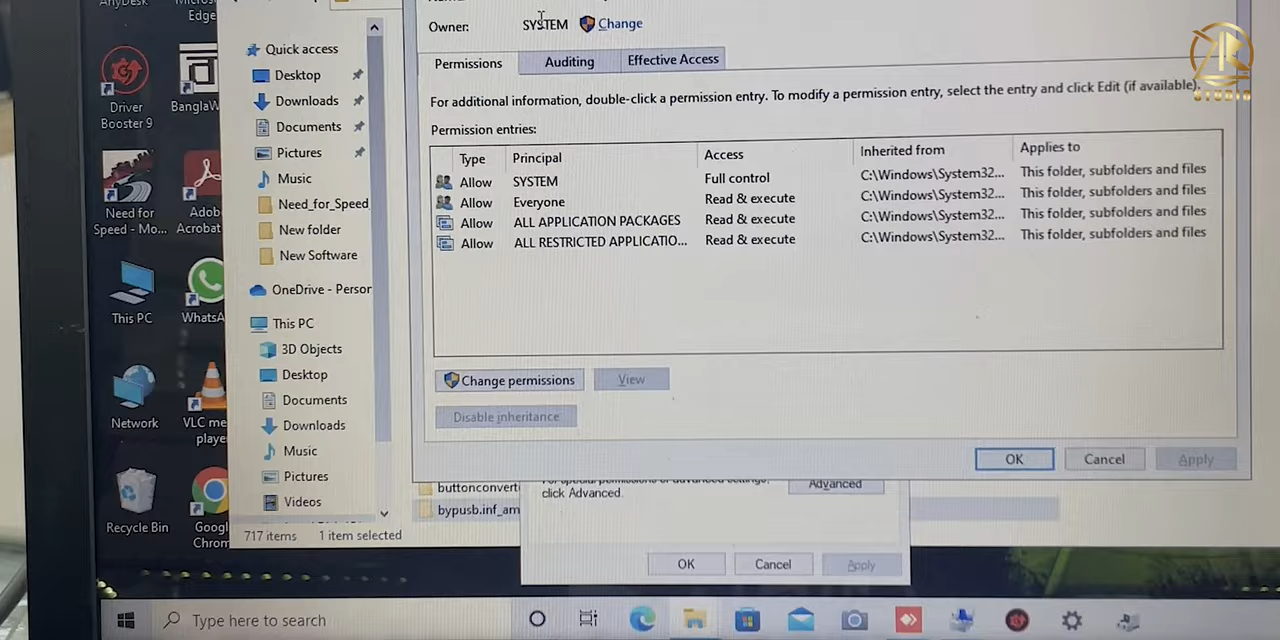 AnyDesk
Edge
Driver
Booster 9
BanglaW
Need for
Speed - Mo...
Adob
Acrobat
This PC
WhatsA
Network
VLC me
player
Recycle Bin
Googl
Chrom
Quick access
Desktop
Downloads
Documents
Pictures
Music
Need_for_Speed
New folder
New Software
OneDrive - Person
This PC
3D Objects
Desktop
Documents
Downloads
Music
Pictures
Videos
717 items 1 item selected
Owner: SYSTEM Change
Permissions Auditing Effective Access
For additional information, double-click a permission entry. To modify a permission entry, select the entry and click Edit (if available).
Permission entries:
Type Principal Access Inherited from Applies to
Allow SYSTEM Full control C:\Windows\System32... This folder, subfolders and files
Allow Everyone Read & execute C:\Windows\System32... This folder, subfolders and files
Allow ALL APPLICATION PACKAGES Read & execute C:\Windows\System32... This folder, subfolders and files
Allow ALL RESTRICTED APPLICATIO... Read & execute C:\Windows\System32... This folder, subfolders and files
Change permissions View
Disable inheritance
OK Cancel Apply
buttonconvert
bypusb.inf_am
click Advanced.
Advanced
OK Cancel Apply
Type here to search
STUDIO